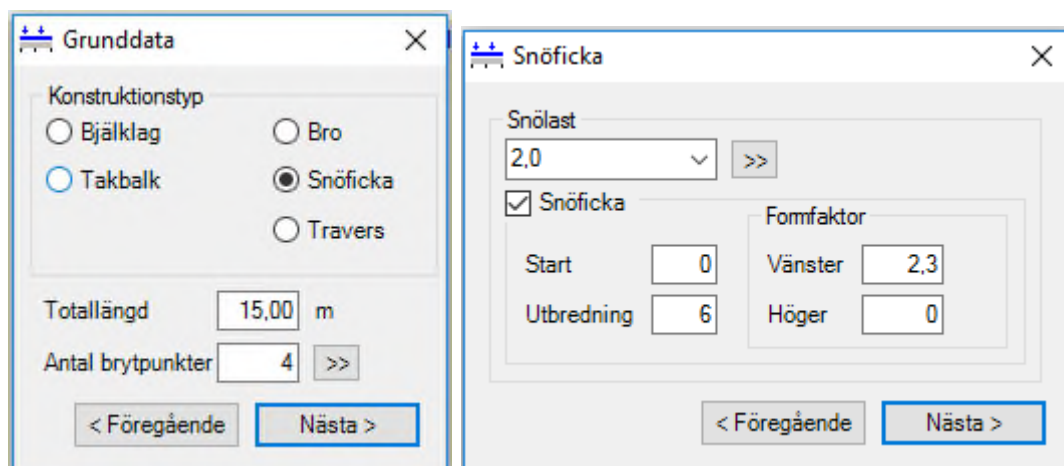 Grunddata
Konstruktionstyp
Bjälklag Bro
Takbalk Snöficka
Travers
Totallängd 15,00 m
Antal brytpunkter 4 >>
< Föregående Nästa >
Snöficka
Snölast
2,0 >>
Snöficka
Formfaktor
Start 0 Vänster 2,3
Utbredning 6 Höger 0
< Föregående Nästa >